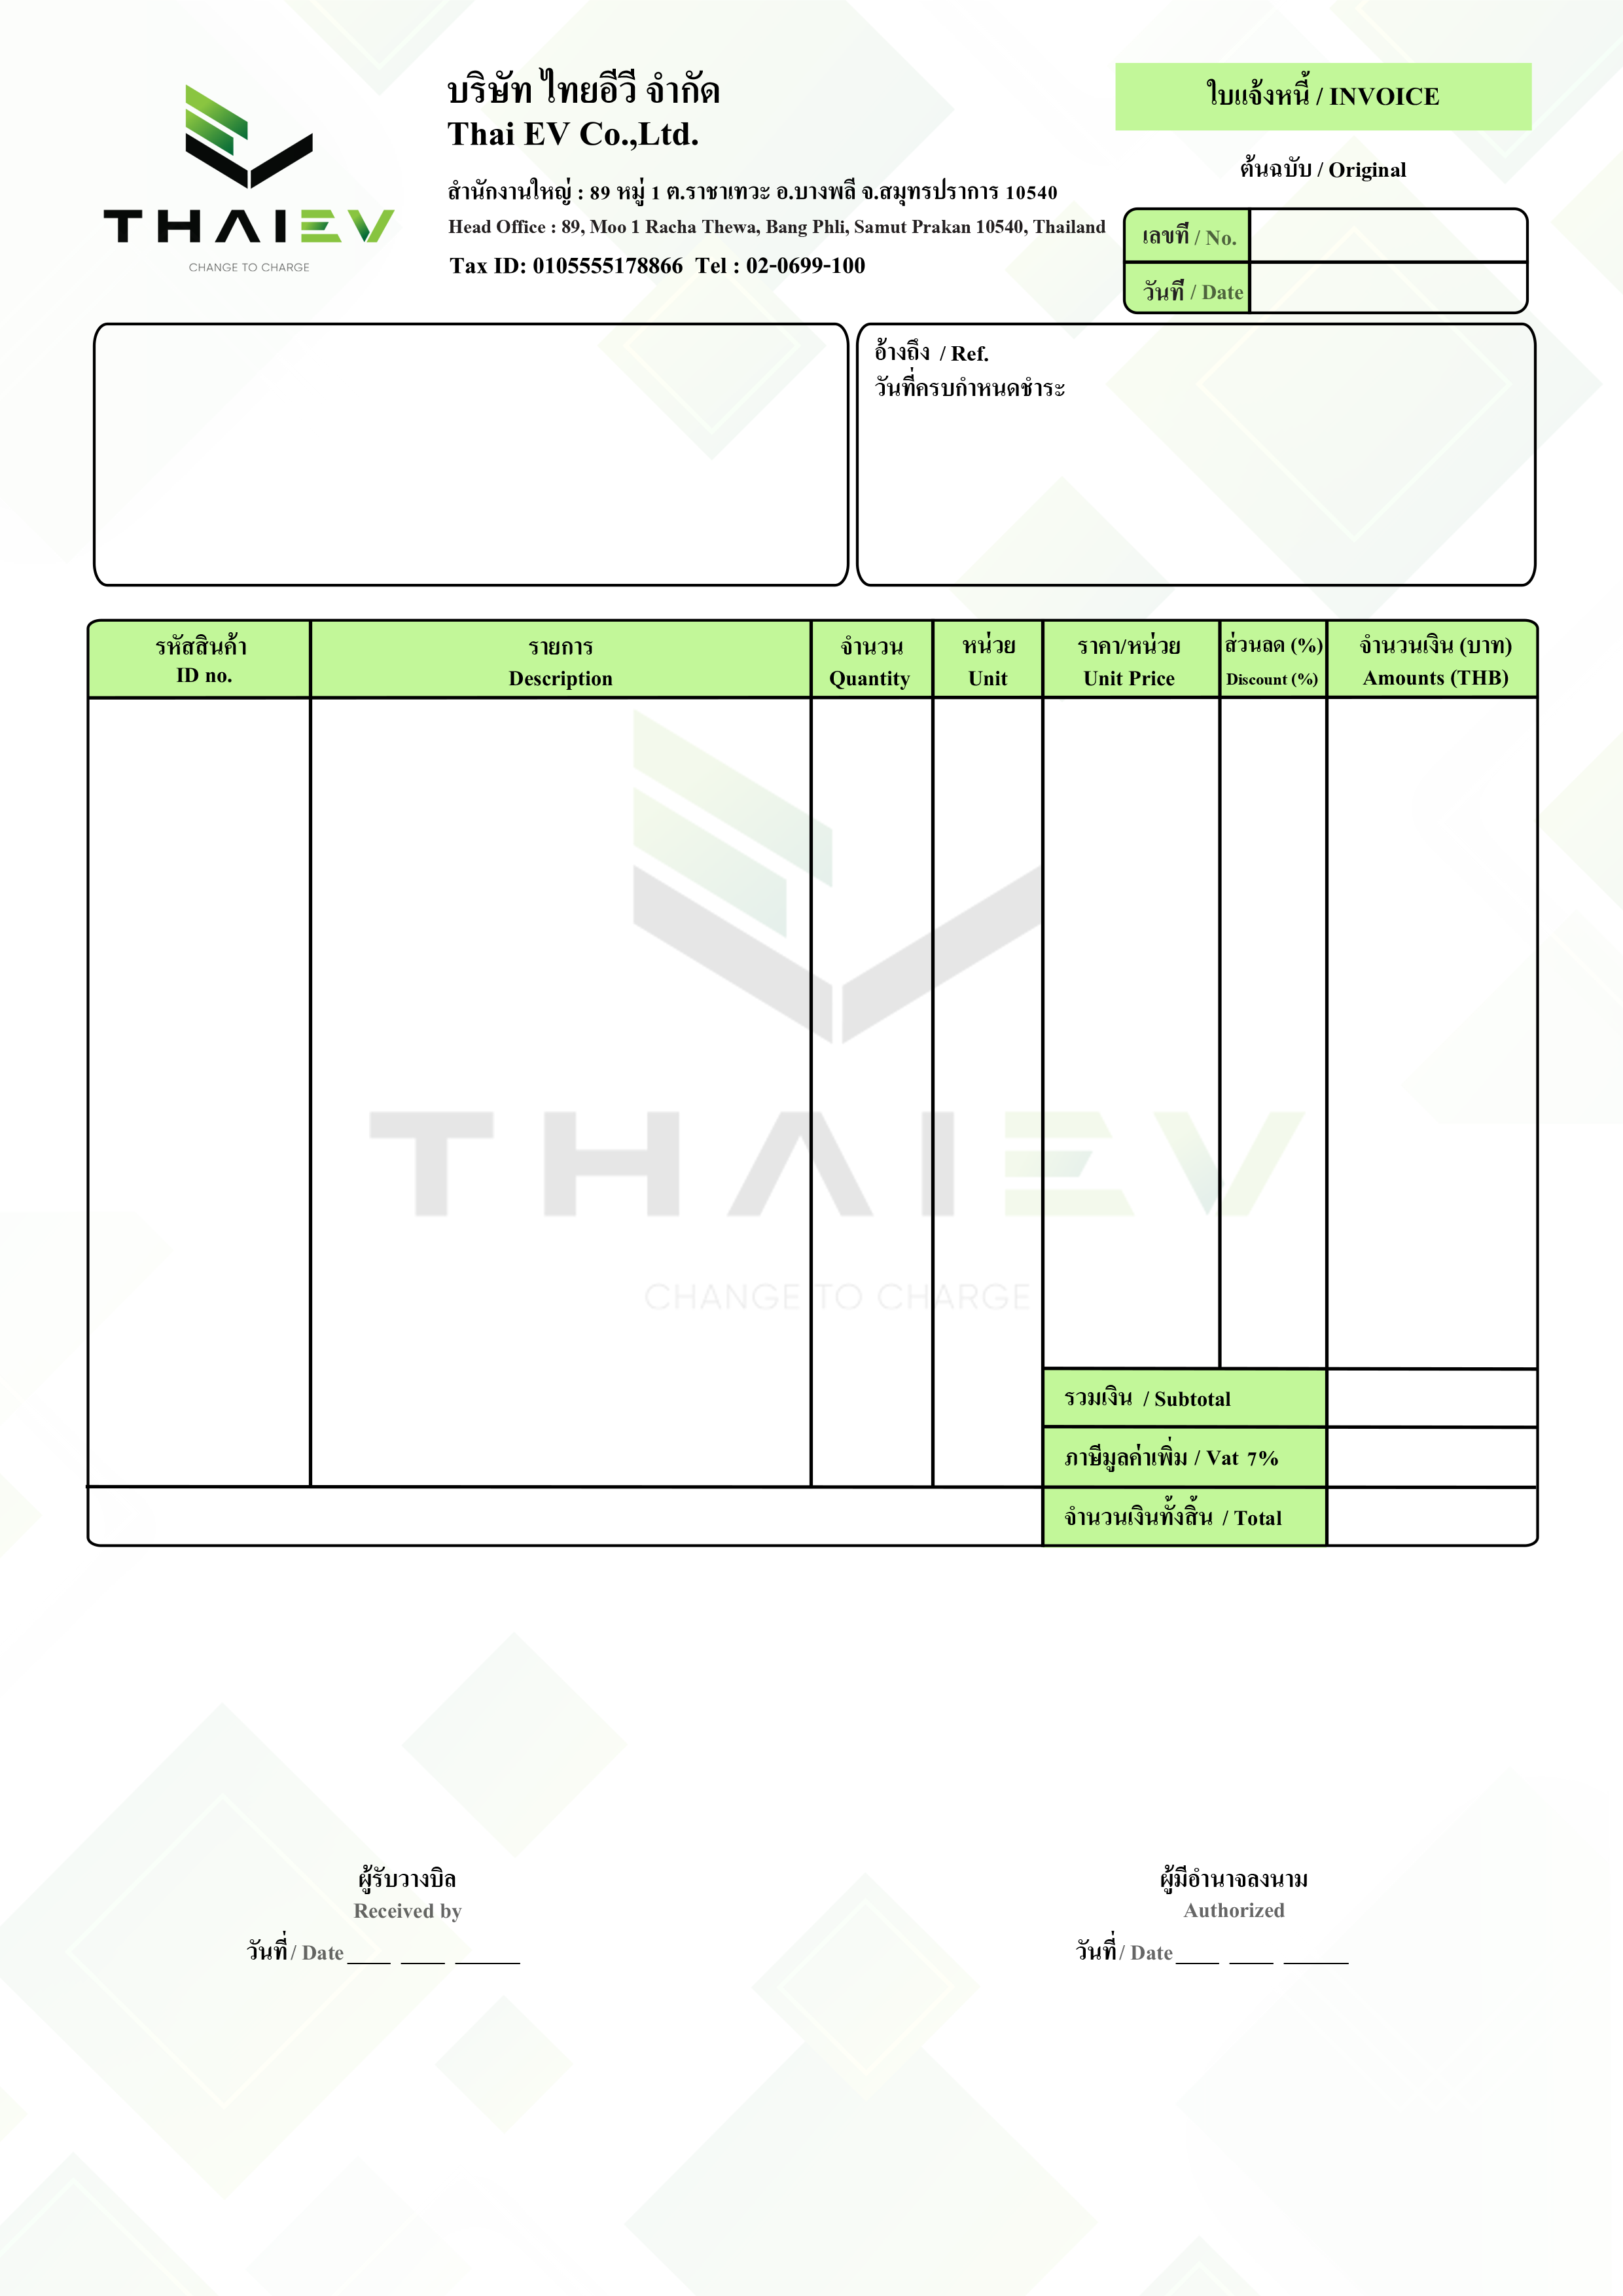 บริษัท ไทยอีวี จำกัด
Thai EV Co.,Ltd.
ใบแจ้งหนี้ / INVOICE
ต้นฉบับ / Original
สำนักงานใหญ่ : 89 หมู่ 1 ต.ราชาเทวะ อ.บางพลี จ.สมุทรปราการ 10540
Head Office : 89, Moo 1 Racha Thewa, Bang Phli, Samut Prakan 10540, Thailand
Tax ID: 0105555178866 Tel : 02-0699-100
THAIEV
CHANGE TO CHARGE
เลขที่ / No.
วันที่ / Date
อ้างถึง / Ref.
วันที่ครบกำหนดชำระ
รหัสสินค้า รายการ จำนวน หน่วย ราคา/หน่วย ส่วนลด (%) จำนวนเงิน (บาท)
ID no. Description Quantity Unit Unit Price Discount (%) Amounts (THB)
THAIEV
CHANGE TO CHARGE
รวมเงิน / Subtotal
ภาษีมูลค่าเพิ่ม / Vat 7%
จำนวนเงินทั้งสิ้น / Total
ผู้รับวางบิล ผู้มีอำนาจลงนาม
Received by Authorized
วันที่ / Date ____ ____ ______ วันที่ / Date ____ ____ ______